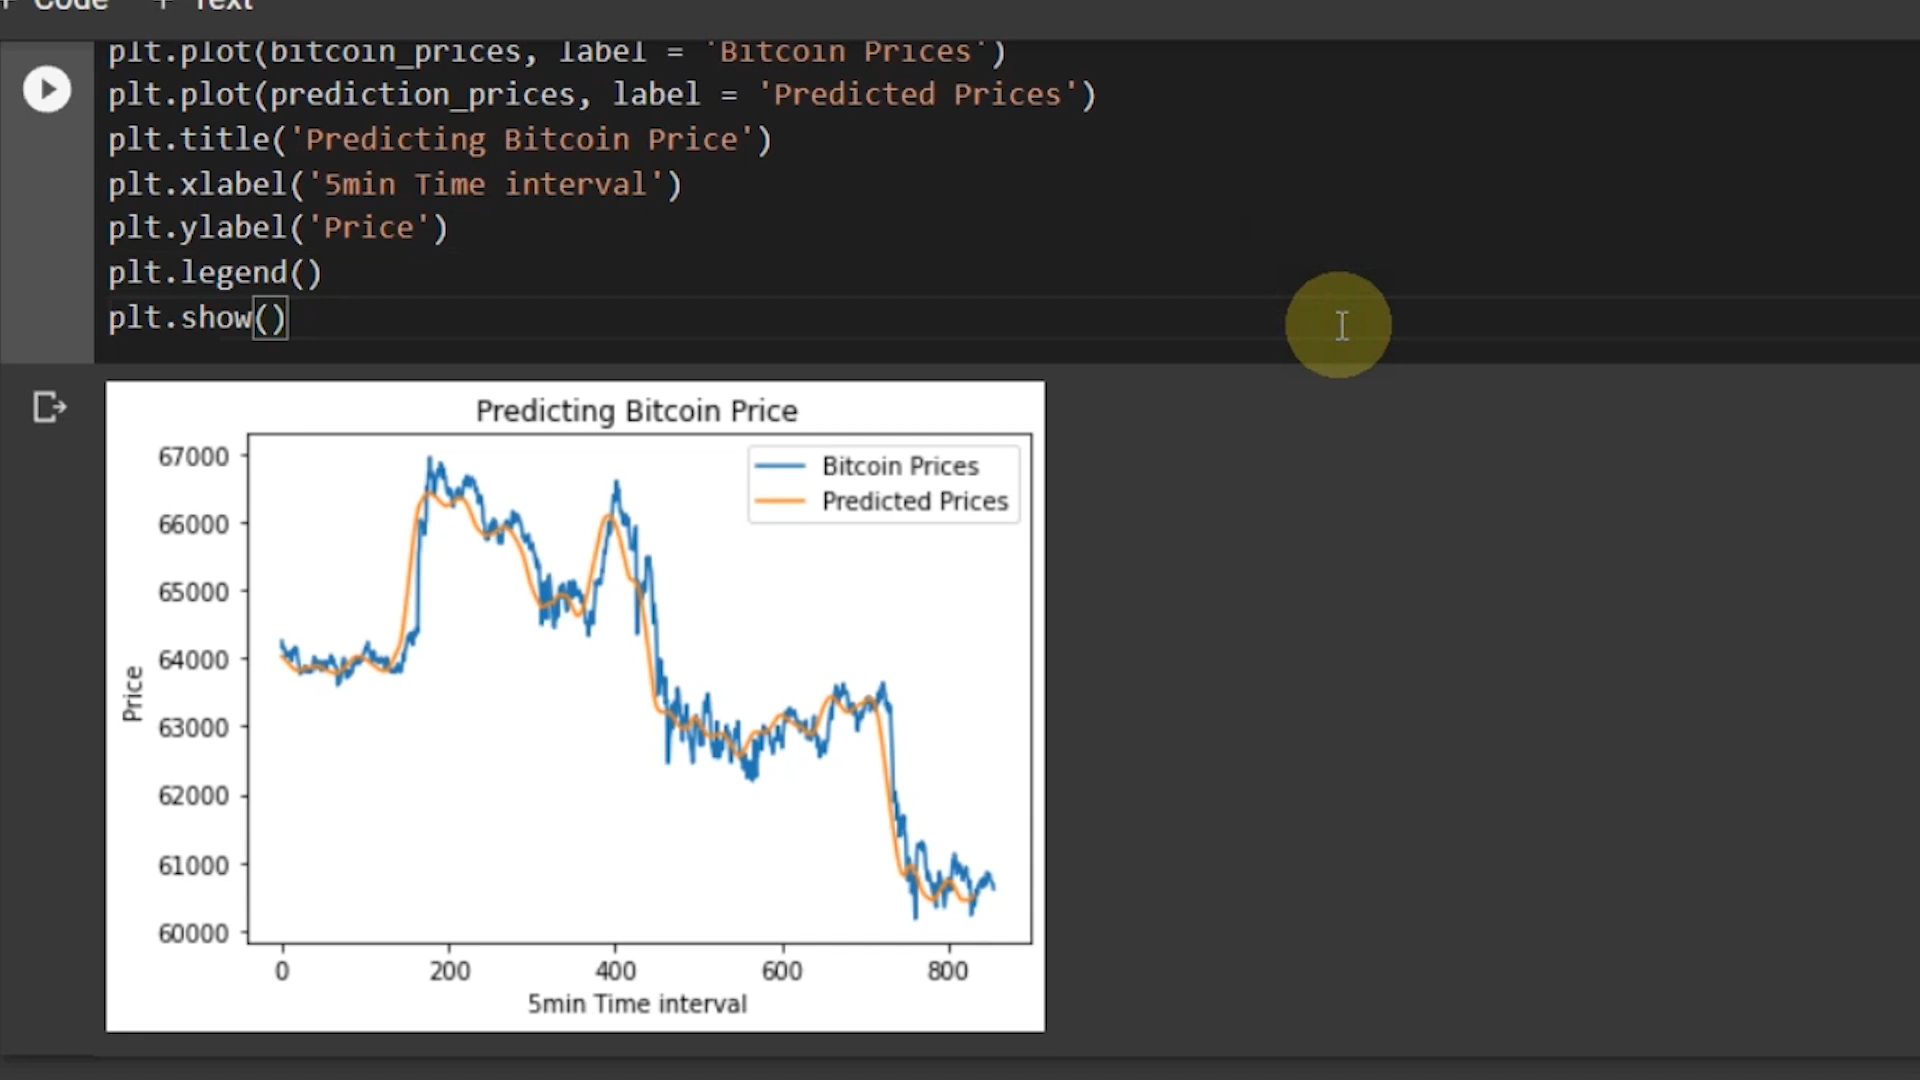 + Code + Text
plt.plot(bitcoin_prices, label = 'Bitcoin Prices')
plt.plot(prediction_prices, label = 'Predicted Prices')
plt.title('Predicting Bitcoin Price')
plt.xlabel('5min Time interval')
plt.ylabel('Price')
plt.legend()
plt.show()
Predicting Bitcoin Price
Bitcoin Prices
Predicted Prices
67000
66000
65000
64000
63000
62000
61000
60000
Price
0 200 400 600 800
5min Time interval